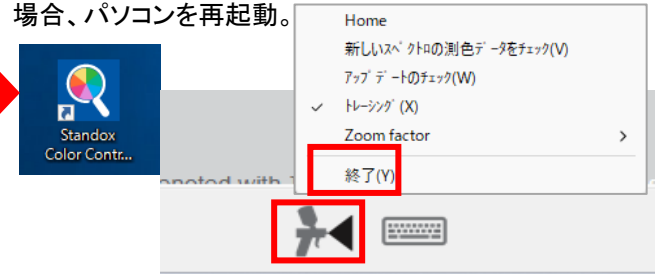 場合、パソコンを再起動。
Home
新しいスペクトロの測色データをチェック(V)
アップデートのチェック(W)
トレーシング(X)
Zoom factor
終了(Y)
Standox
Color Contr...
with